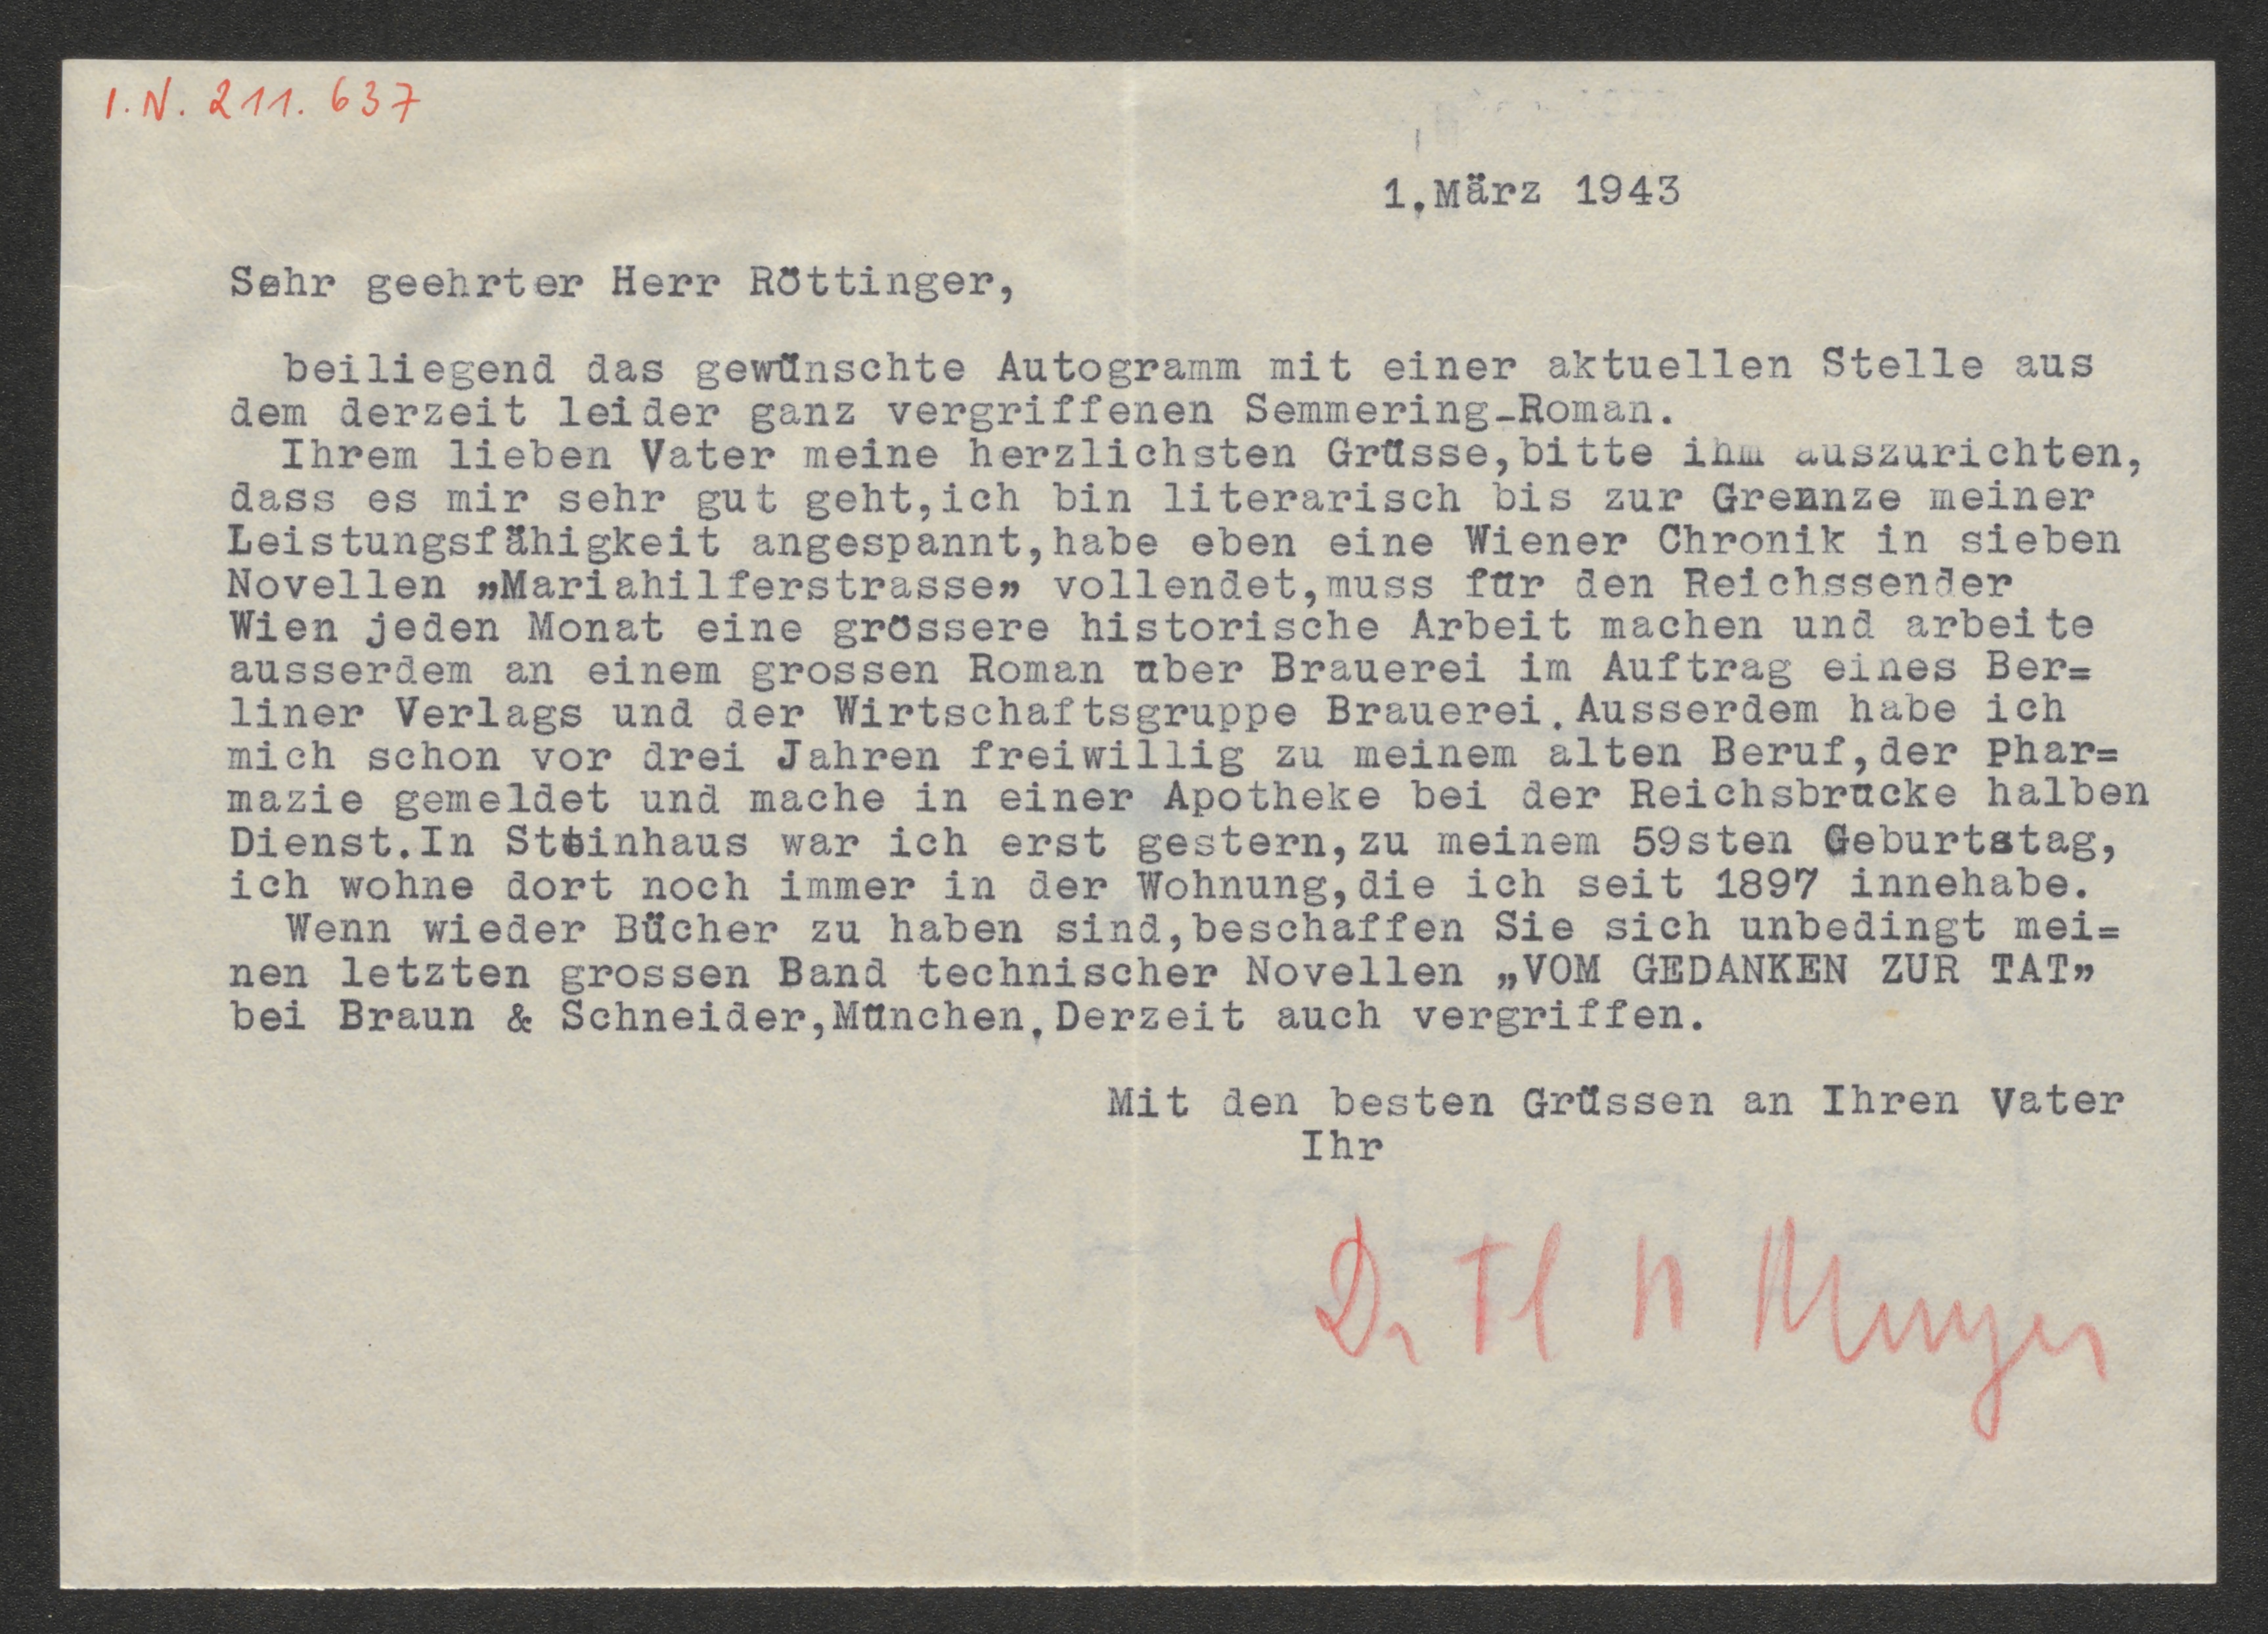 I.N. 211.637
1.März 1943
Sehr geehrter Herr Röttinger,
beiliegend das gewünschte Autogramm mit einer aktuellen Stelle aus
dem derzeit leider ganz vergriffenen Semmering-Roman.
Ihrem lieben Vater meine herzlichsten Grüsse,bitte ihm auszurichten,
dass es mir sehr gut geht,ich bin literarisch bis zur Grennze meiner
Leistungsfähigkeit angespannt,habe eben eine Wiener Chronik in sieben
Novellen „Mariahilferstrasse„ vollendet,muss für den Reichssender
Wien jeden Monat eine grössere historische Arbeit machen und arbeite
ausserdem an einem grossen Roman über Brauerei im Auftrag eines Ber=
liner Verlags und der Wirtschaftsgruppe Brauerei.Ausserdem habe ich
mich schon vor drei Jahren freiwillig zu meinem alten Beruf,der Phar=
mazie gemeldet und mache in einer Apotheke bei der Reichsbrücke halben
Dienst.In Steinhaus war ich erst gestern,zu meinem 59sten Geburtstag,
ich wohne dort noch immer in der Wohnung,die ich seit 1897 innehabe.
Wenn wieder Bücher zu haben sind,beschaffen Sie sich unbedingt mei=
nen letzten grossen Band technischer Novellen „VOM GEDANKEN ZUR TAT„
bei Braun & Schneider,München.Derzeit auch vergriffen.
Mit den besten Grüssen an Ihren Vater
Ihr
Dr